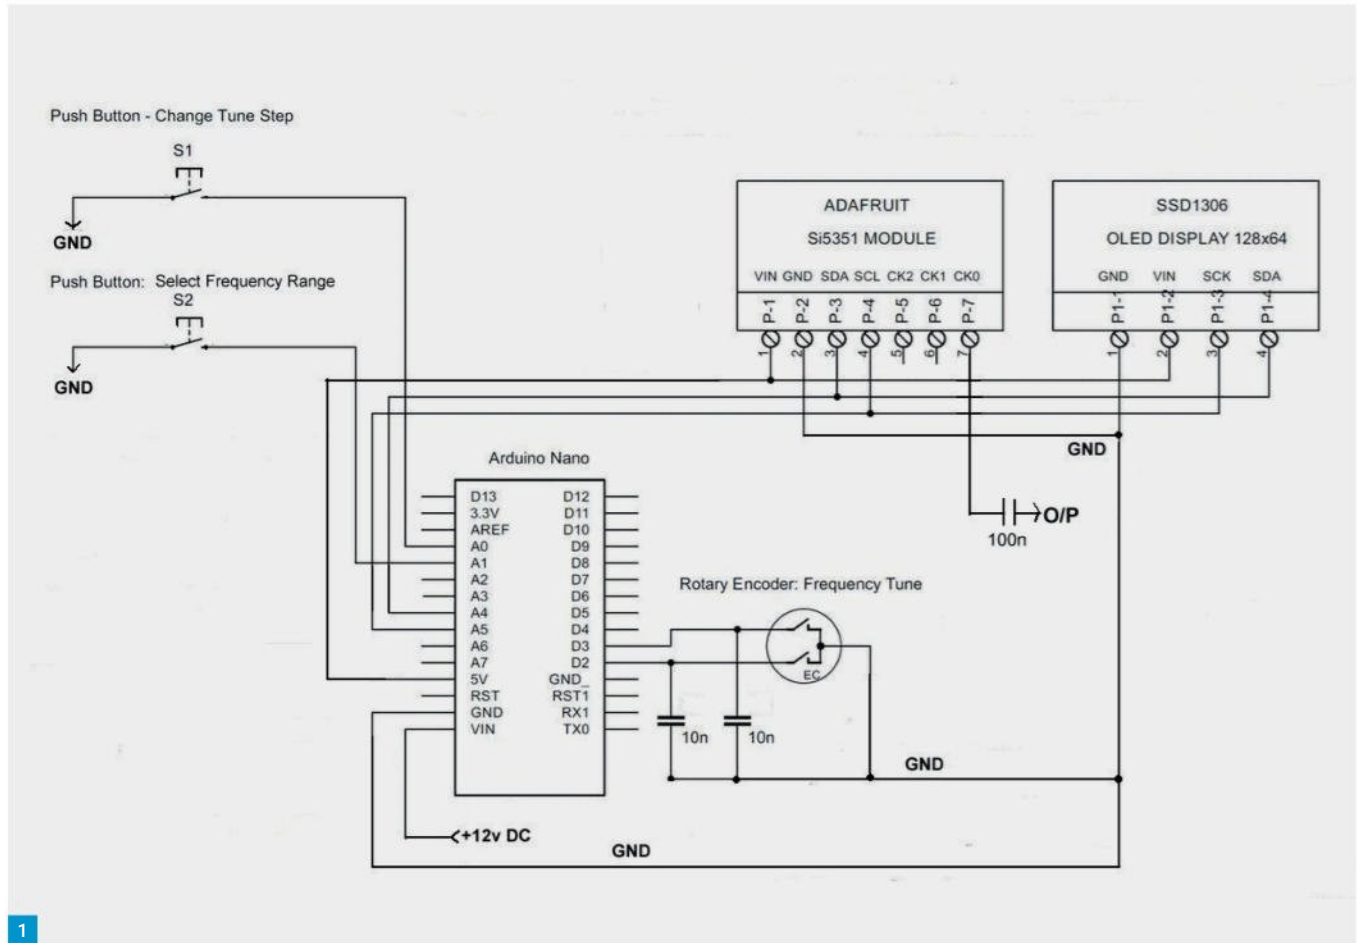 Push Button - Change Tune Step
S1
GND
Push Button: Select Frequency Range
S2
GND
ADAFRUIT
Si5351 MODULE
VIN GND SDA SCL CK2 CK1 CK0
P-1 P-2 P-3 P-4 P-5 P-6 P-7
1 2 3 4 5 6 7
SSD1306
OLED DISPLAY 128x64
GND VIN SCK SDA
P1-1 P1-2 P1-3 P1-4
1 2 3 4
GND
O/P
100n
Arduino Nano
D13 D12
3.3V D11
AREF D10
A0 D9
A1 D8
A2 D7
A3 D6
A4 D5
A5 D4
A6 D3
A7 D2
5V GND_
RST RST1
GND RX1
VIN TX0
Rotary Encoder: Frequency Tune
EC
10n
10n
GND
+12v DC
GND
1